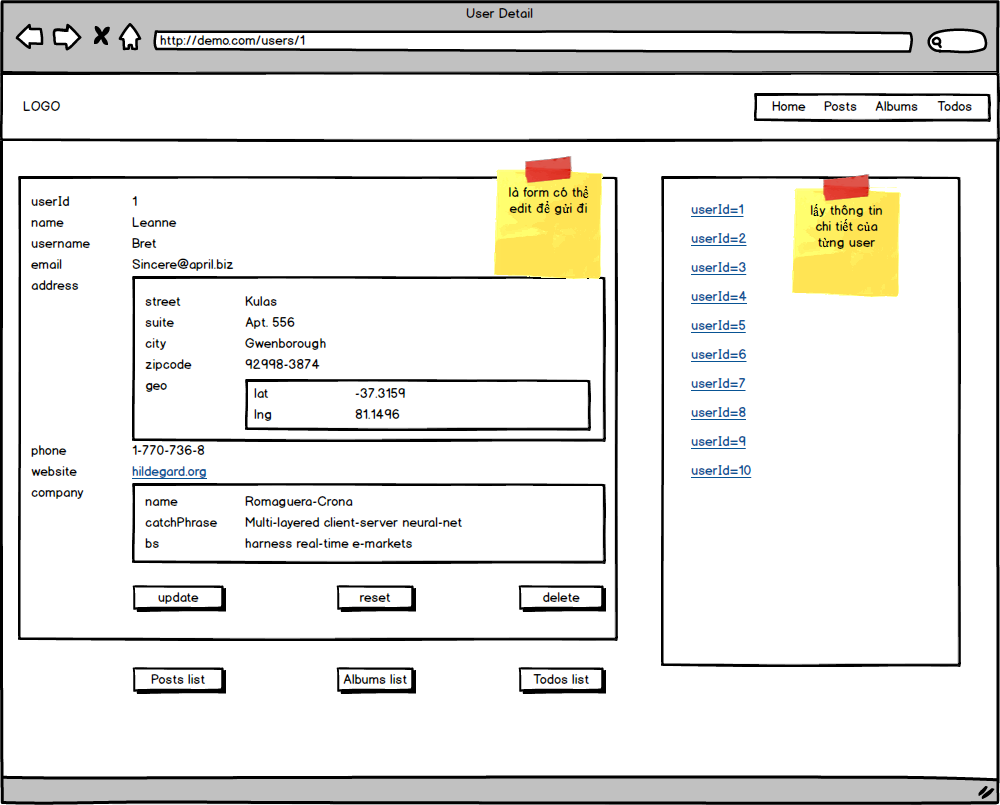 User Detail
http://demo.com/users/1
LOGO
Home Posts Albums Todos
userId 1
name Leanne
username Bret
email Sincere@april.biz
address
street Kulas
suite Apt. 556
city Gwenborough
zipcode 92998-3874
geo
lat -37.3159
lng 81.1496
phone 1-770-736-8
website hildegard.org
company
name Romaguera-Crona
catchPhrase Multi-layered client-server neural-net
bs harness real-time e-markets
update reset delete
Posts list Albums list Todos list
là form có thể
edit để gửi đi
userId=1
userId=2
userId=3
userId=4
userId=5
userId=6
userId=7
userId=8
userId=9
userId=10
lấy thông tin
chi tiết của
từng user